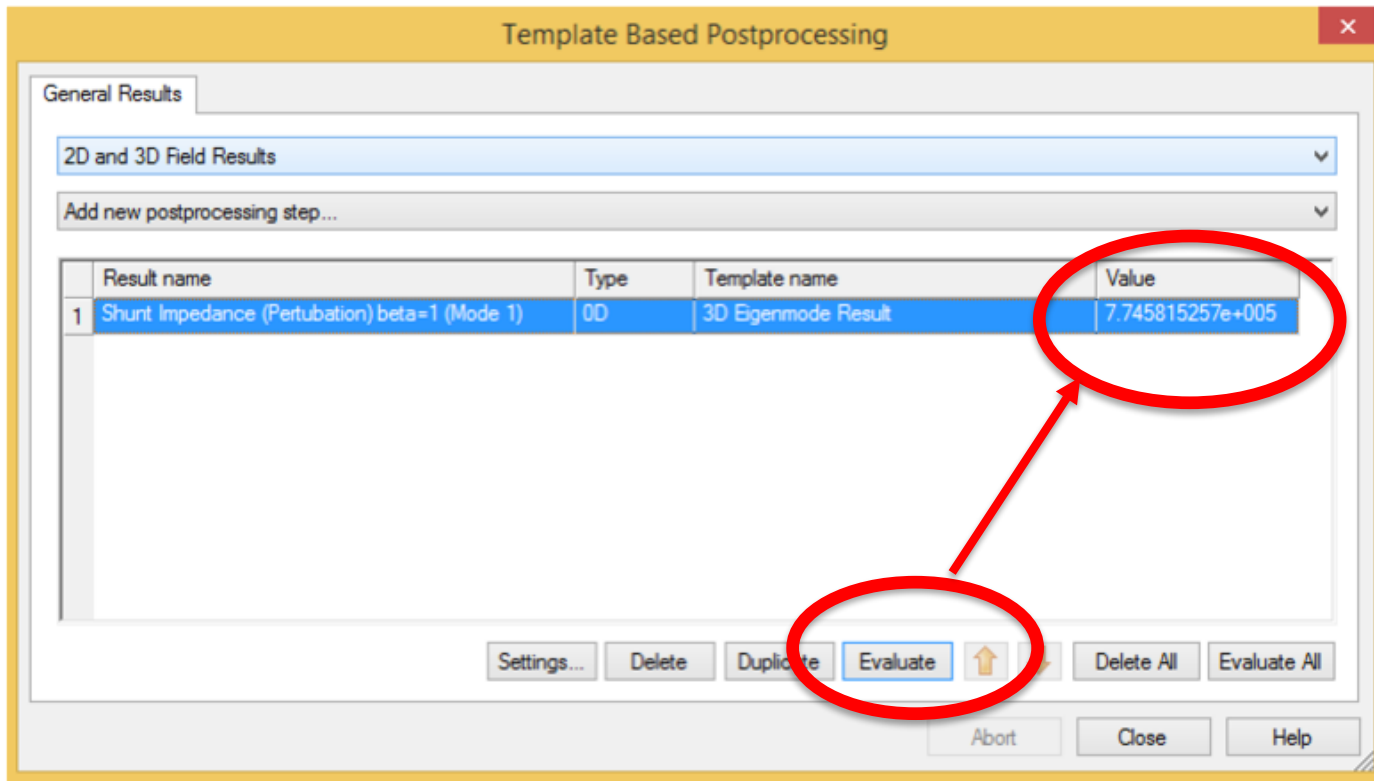 Template Based Postprocessing
General Results
2D and 3D Field Results
Add new postprocessing step...
Result name Type Template name Value
1 Shunt Impedance (Pertubation) beta=1 (Mode 1) 0D 3D Eigenmode Result 7.745815257e+005
Settings... Delete Duplicate Evaluate Delete All Evaluate All
Abort Close Help